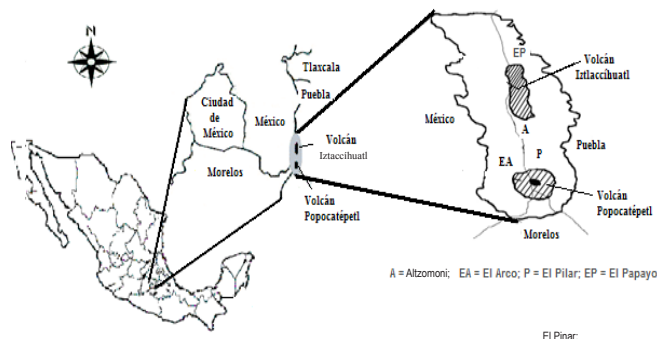 N
Tlaxcala
Puebla
Ciudad
de
México
México
Volcán
Iztaccíhuatl
Morelos
Volcán
Popocatépetl
EP
Volcán
Iztlaccíhuatl
México
A
Puebla
EA
P
Volcán
Popocatépetl
Morelos
A = Altzomoni; EA = El Arco; P = El Pilar; EP = El Papayo
El Pinar;